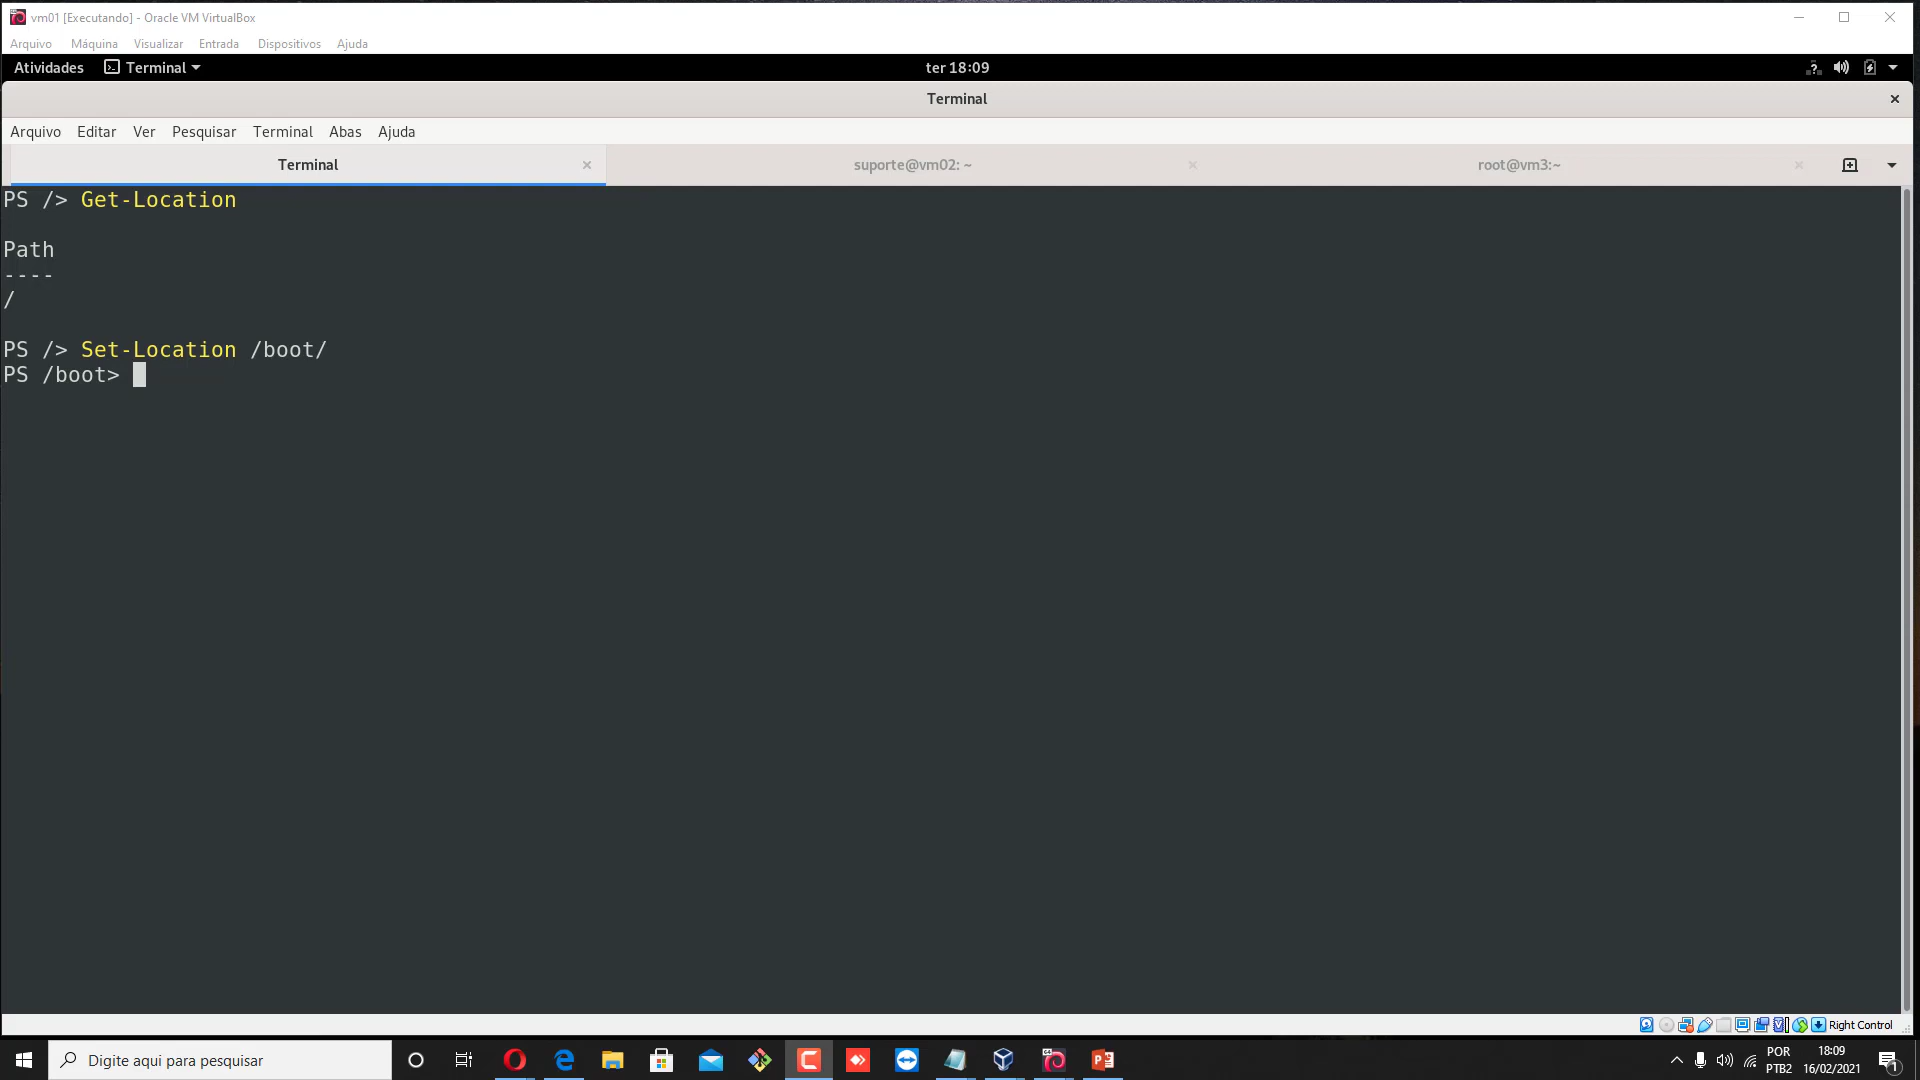 vm01 [Executando] - Oracle VM VirtualBox
Arquivo Máquina Visualizar Entrada Dispositivos Ajuda
Atividades Terminal ter 18:09
Terminal
Arquivo Editar Ver Pesquisar Terminal Abas Ajuda
Terminal suporte@vm02: ~ root@vm3:~
PS /> Get-Location
Path
----
/
PS /> Set-Location /boot/
PS /boot>
Right Control
Digite aqui para pesquisar
POR
PTB2
18:09
16/02/2021
1